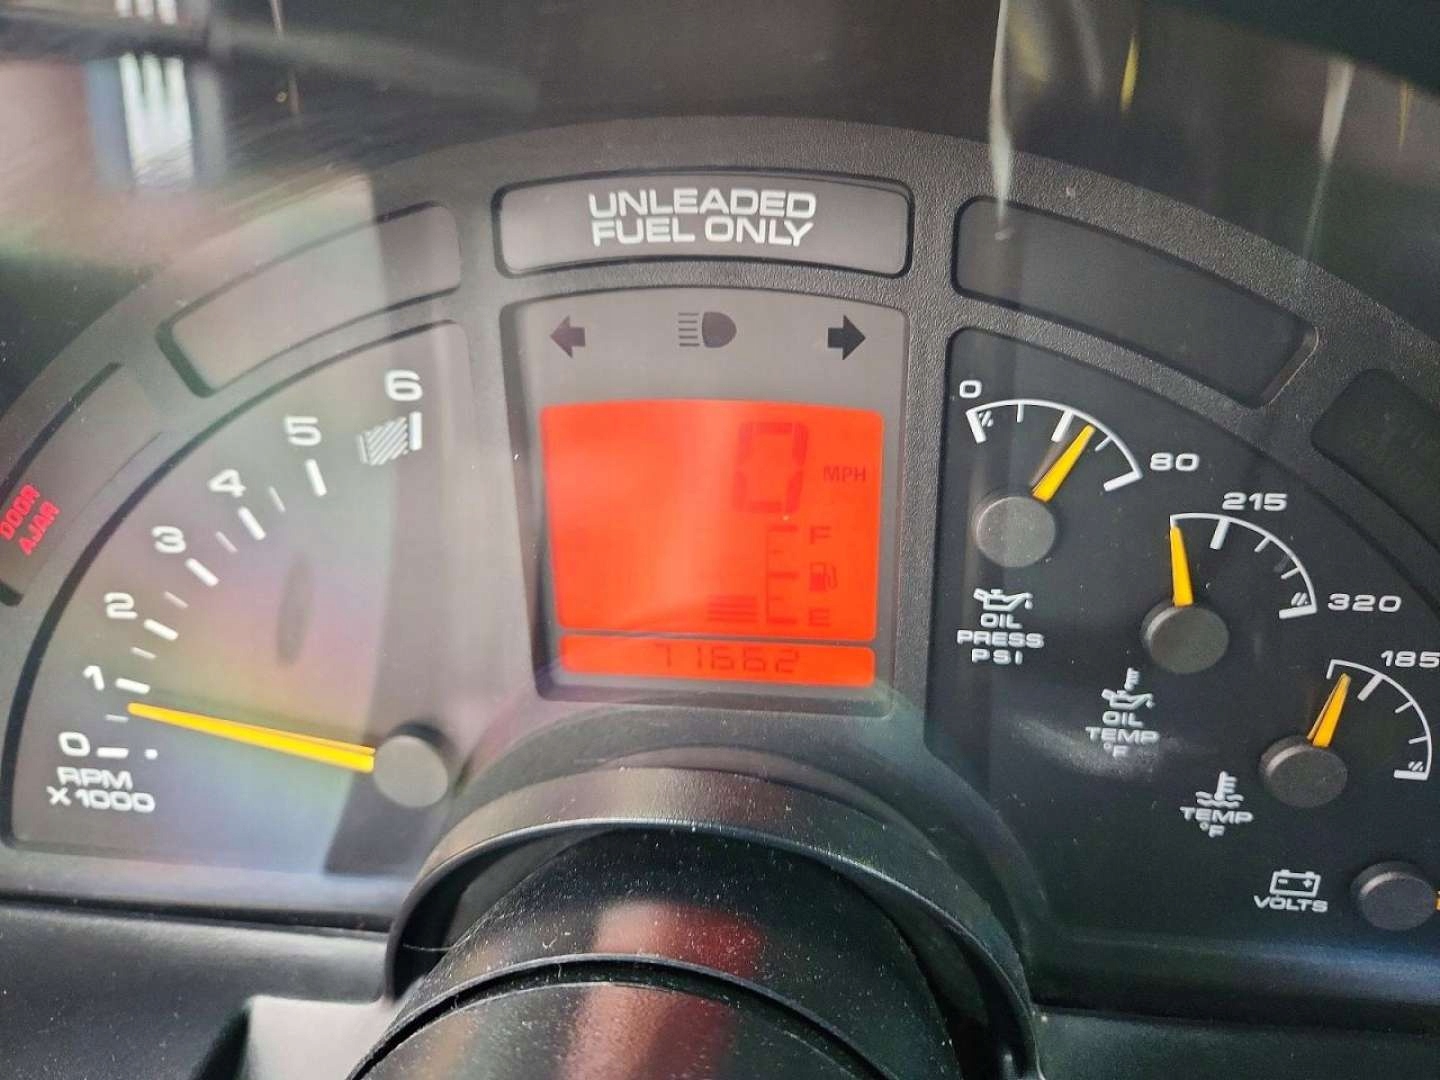 UNLEADED
FUEL ONLY
6
5
4
3
2
1
0
RPM
X1000
DOOR
AJAR
0
MPH
F
E
71662
0
80
OIL
PRESS
PSI
215
320
OIL
TEMP
°F
185
TEMP
°F
VOLTS